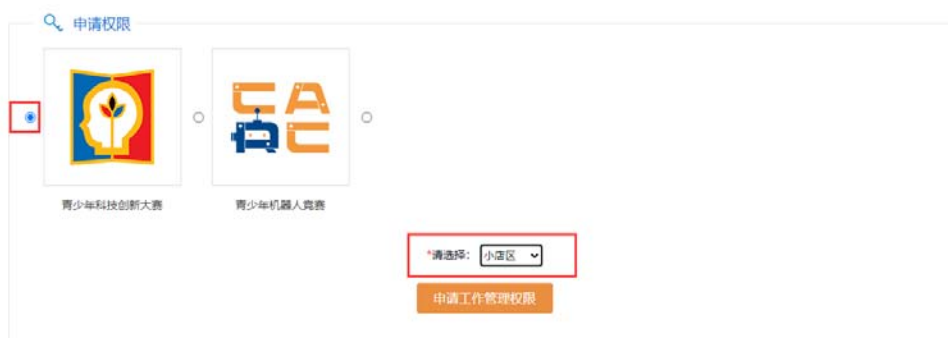 申请权限
CARC
青少年科技创新大赛
青少年机器人竞赛
*请选择：
小店区
申请工作管理权限